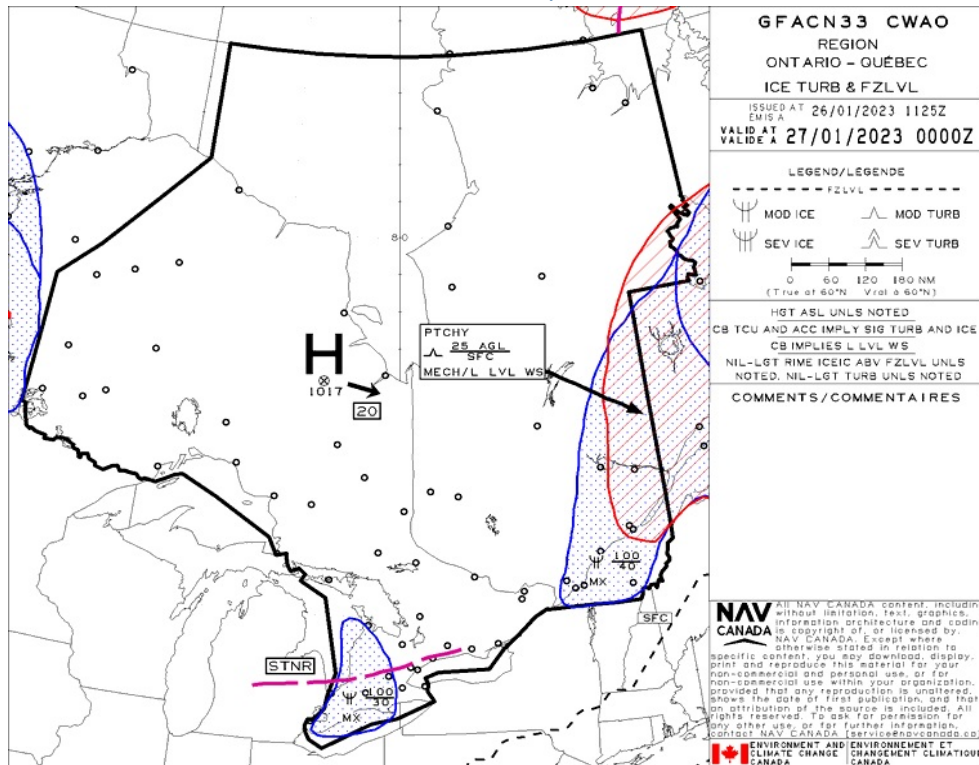 GFACN33 CWAO
REGION
ONTARIO - QUÉBEC
ICE TURB & FZLVL
ISSUED AT
ÉMIS A
26/01/2023 1125Z
VALID AT
VALIDE A
27/01/2023 0000Z
LEGEND/LÉGENDE
FZLVL
MOD ICE
MOD TURB
SEV ICE
SEV TURB
0 60 120 180 NM
(True at 60°N Vrai à 60°N)
HGT ASL UNLS NOTED
CB TCU AND ACC IMPLY SIG TURB AND ICE
CB IMPLIES L LVL WS
NIL-LGT RIME ICEIC ABV FZLVL UNLS
NOTED. NIL-LGT TURB UNLS NOTED
COMMENTS/COMMENTAIRES
80
PTCHY
25 AGL
SFC
MECH/L LVL WS
H
1017
20
100
40
MX
SFC
STNR
100
30
MX
NAV
CANADA
All NAV CANADA content, including
without limitation, text, graphics,
information architecture and coding
is copyright of, or licensed by,
NAV CANADA. Except where
otherwise stated in relation to
specific content, you may download, display,
print and reproduce this material for your
non-commercial and personal use, or for
non-commercial use within your organization,
provided that any reproduction is unaltered,
shows the date of first publication, and that
an attribution of the source is included. All
rights reserved. To ask for permission for
any other use, or for further information,
contact NAV CANADA [service@navcanada.ca]
ENVIRONMENT AND
CLIMATE CHANGE
CANADA
ENVIRONNEMENT ET
CHANGEMENT CLIMATIQUE
CANADA